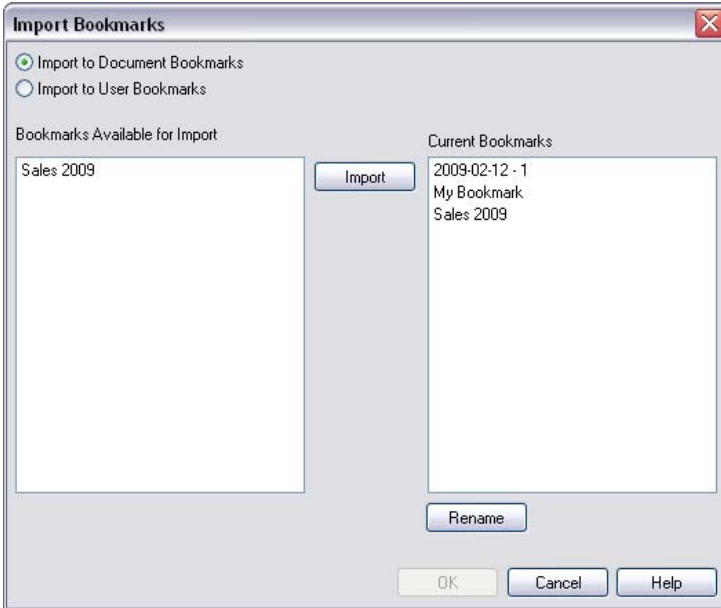 Import Bookmarks
Import to Document Bookmarks
Import to User Bookmarks
Bookmarks Available for Import
Current Bookmarks
Sales 2009
Import
2009-02-12 - 1
My Bookmark
Sales 2009
Rename
OK
Cancel
Help